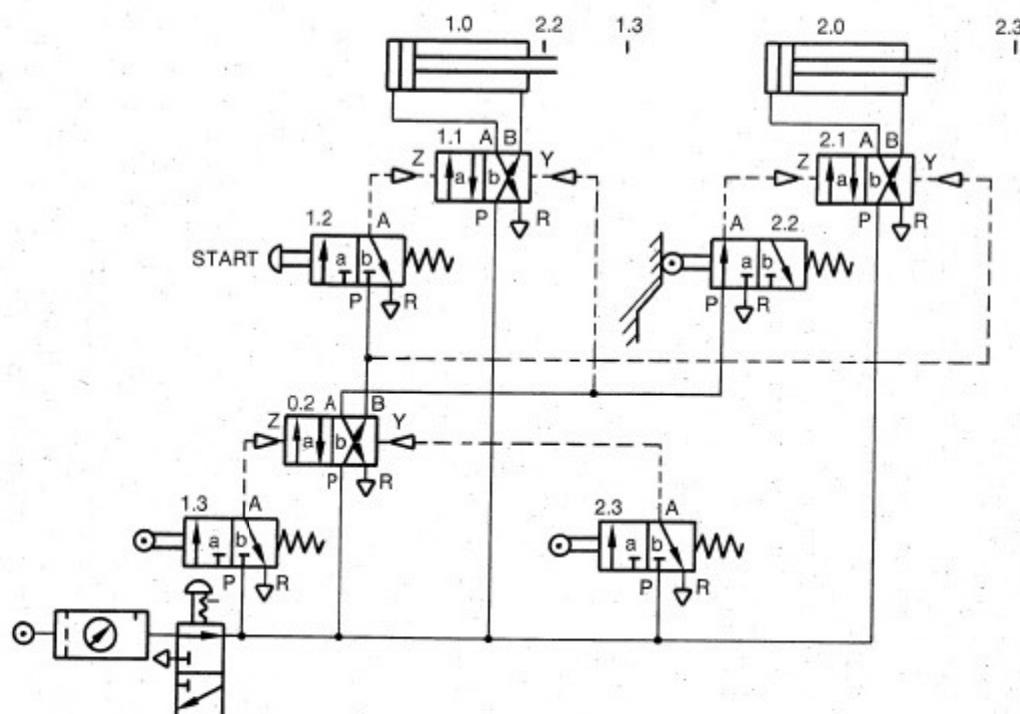 1.0 2.2 1.3 2.0 2.3
1.1 A B 2.1 A B
Z a b Y Z a b Y
P R P R
1.2 A A 2.2
START a b a b
P R P R
0.2 A B
Z a b Y
P R
1.3 A 2.3 A
a b a b
P R P R